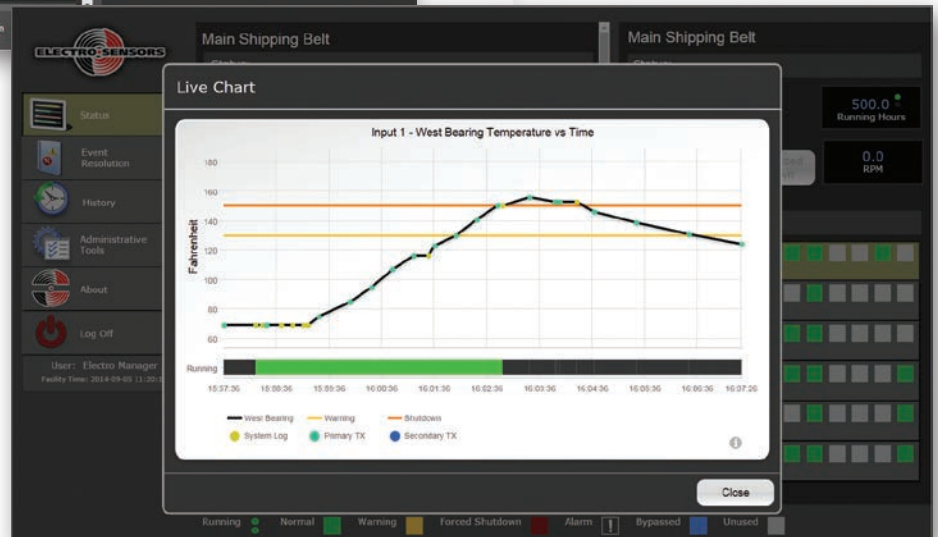 ELECTRO-SENSORS
Main Shipping Belt
Main Shipping Belt
Live Chart
Input 1 - West Bearing Temperature vs Time
Fahrenheit
180
160
140
120
100
80
60
Running
15:57:36 15:58:36 15:59:36 16:00:36 16:01:36 16:02:36 16:03:36 16:04:36 16:05:36 16:06:36 16:07:36
West Bearing Warning Shutdown
System Log Primary TX Secondary TX
Close
Status
Event
Resolution
History
Administrative
Tools
About
Log Off
User: Electro Manager
500.0
Running Hours
0.0
RPM
Running Normal Warning Forced Shutdown Alarm Bypassed Unused